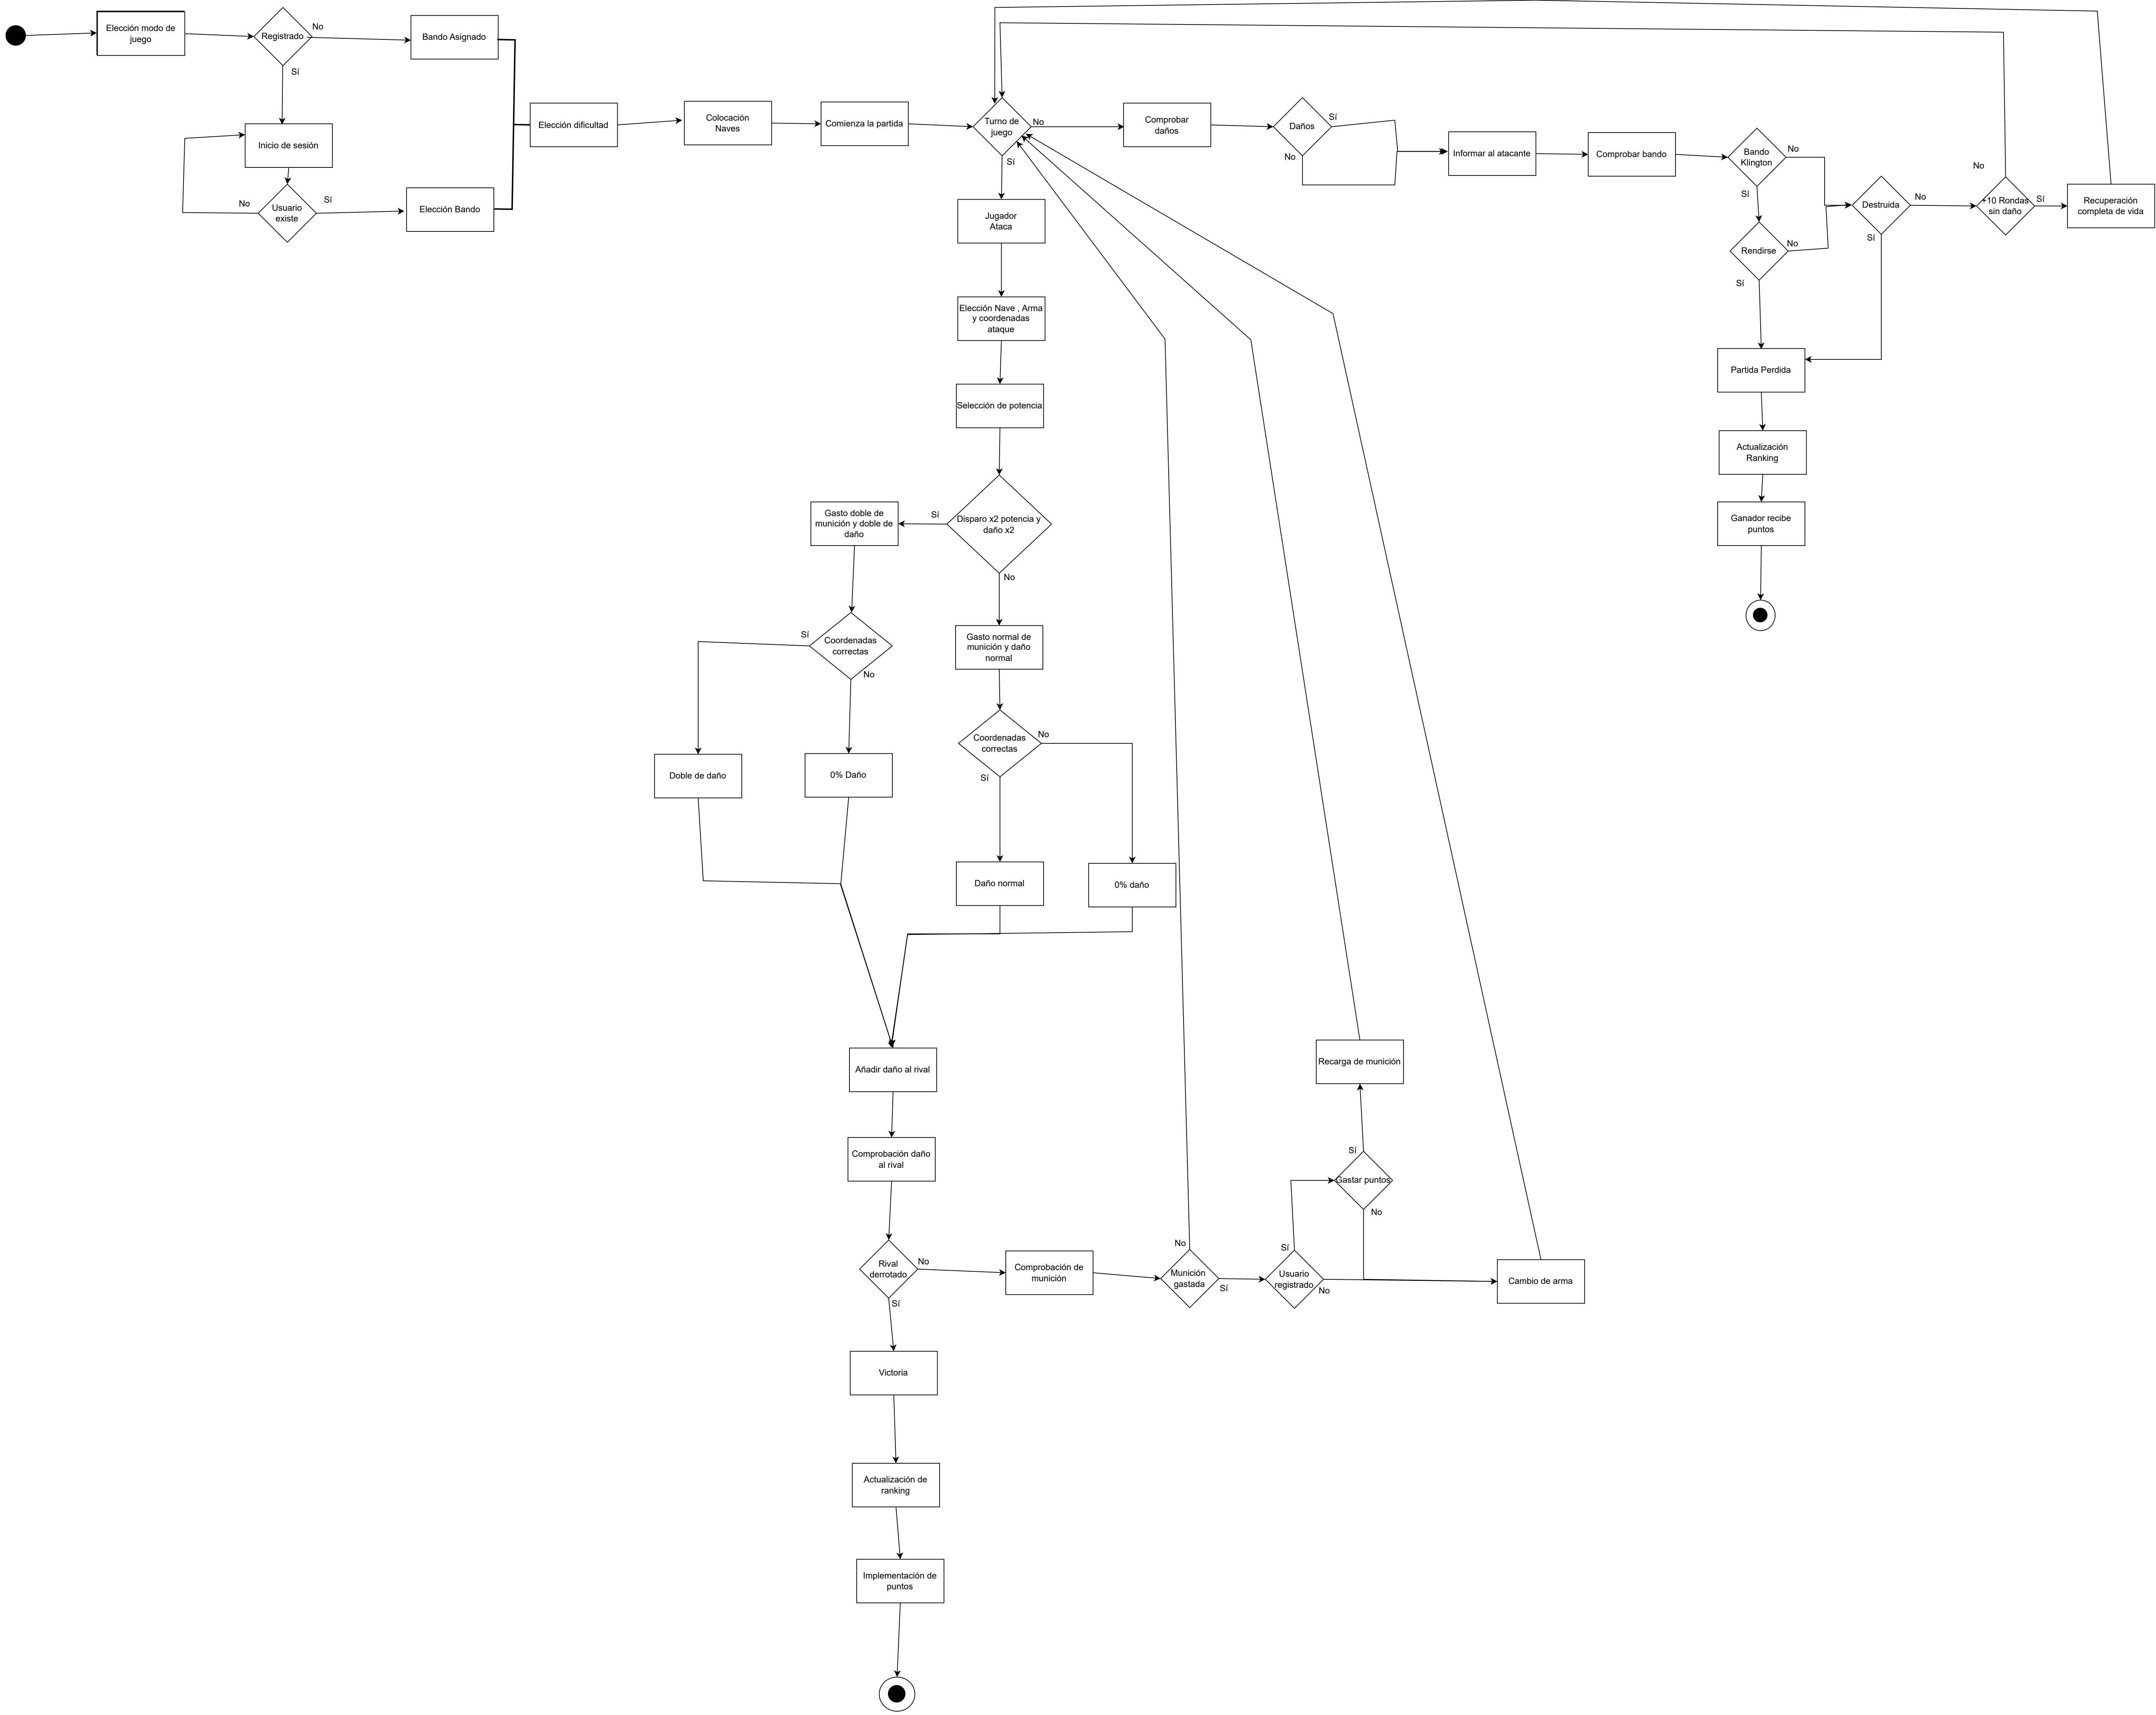 Elección modo de
juego
Registrado
No
Bando Asignado
Sí
Inicio de sesión
Usuario
existe
No
Sí
Elección Bando
Elección dificultad
Colocación
Naves
Comienza la partida
Turno de
juego
No
Sí
Comprobar
daños
Daños
Sí
No
Informar al atacante
Comprobar bando
Bando
Klington
No
Sí
Rendirse
No
Sí
Destruida
No
Sí
+10 Rondas
sin daño
No
Sí
Recuperación
completa de vida
Partida Perdida
Actualización
Ranking
Ganador recibe
puntos
Jugador
Ataca
Elección Nave , Arma
y coordenadas
ataque
Selección de potencia
Disparo x2 potencia y
daño x2
Sí
No
Gasto doble de
munición y doble de
daño
Coordenadas
correctas
Sí
No
Doble de daño
0% Daño
Gasto normal de
munición y daño
normal
Coordenadas
correctas
No
Sí
Daño normal
0% daño
Añadir daño al rival
Comprobación daño
al rival
Rival
derrotado
No
Sí
Comprobación de
munición
Munición
gastada
No
Sí
Usuario
registrado
Sí
No
Gastar puntos
Sí
No
Recarga de munición
Cambio de arma
Victoria
Actualización de
ranking
Implementación de
puntos